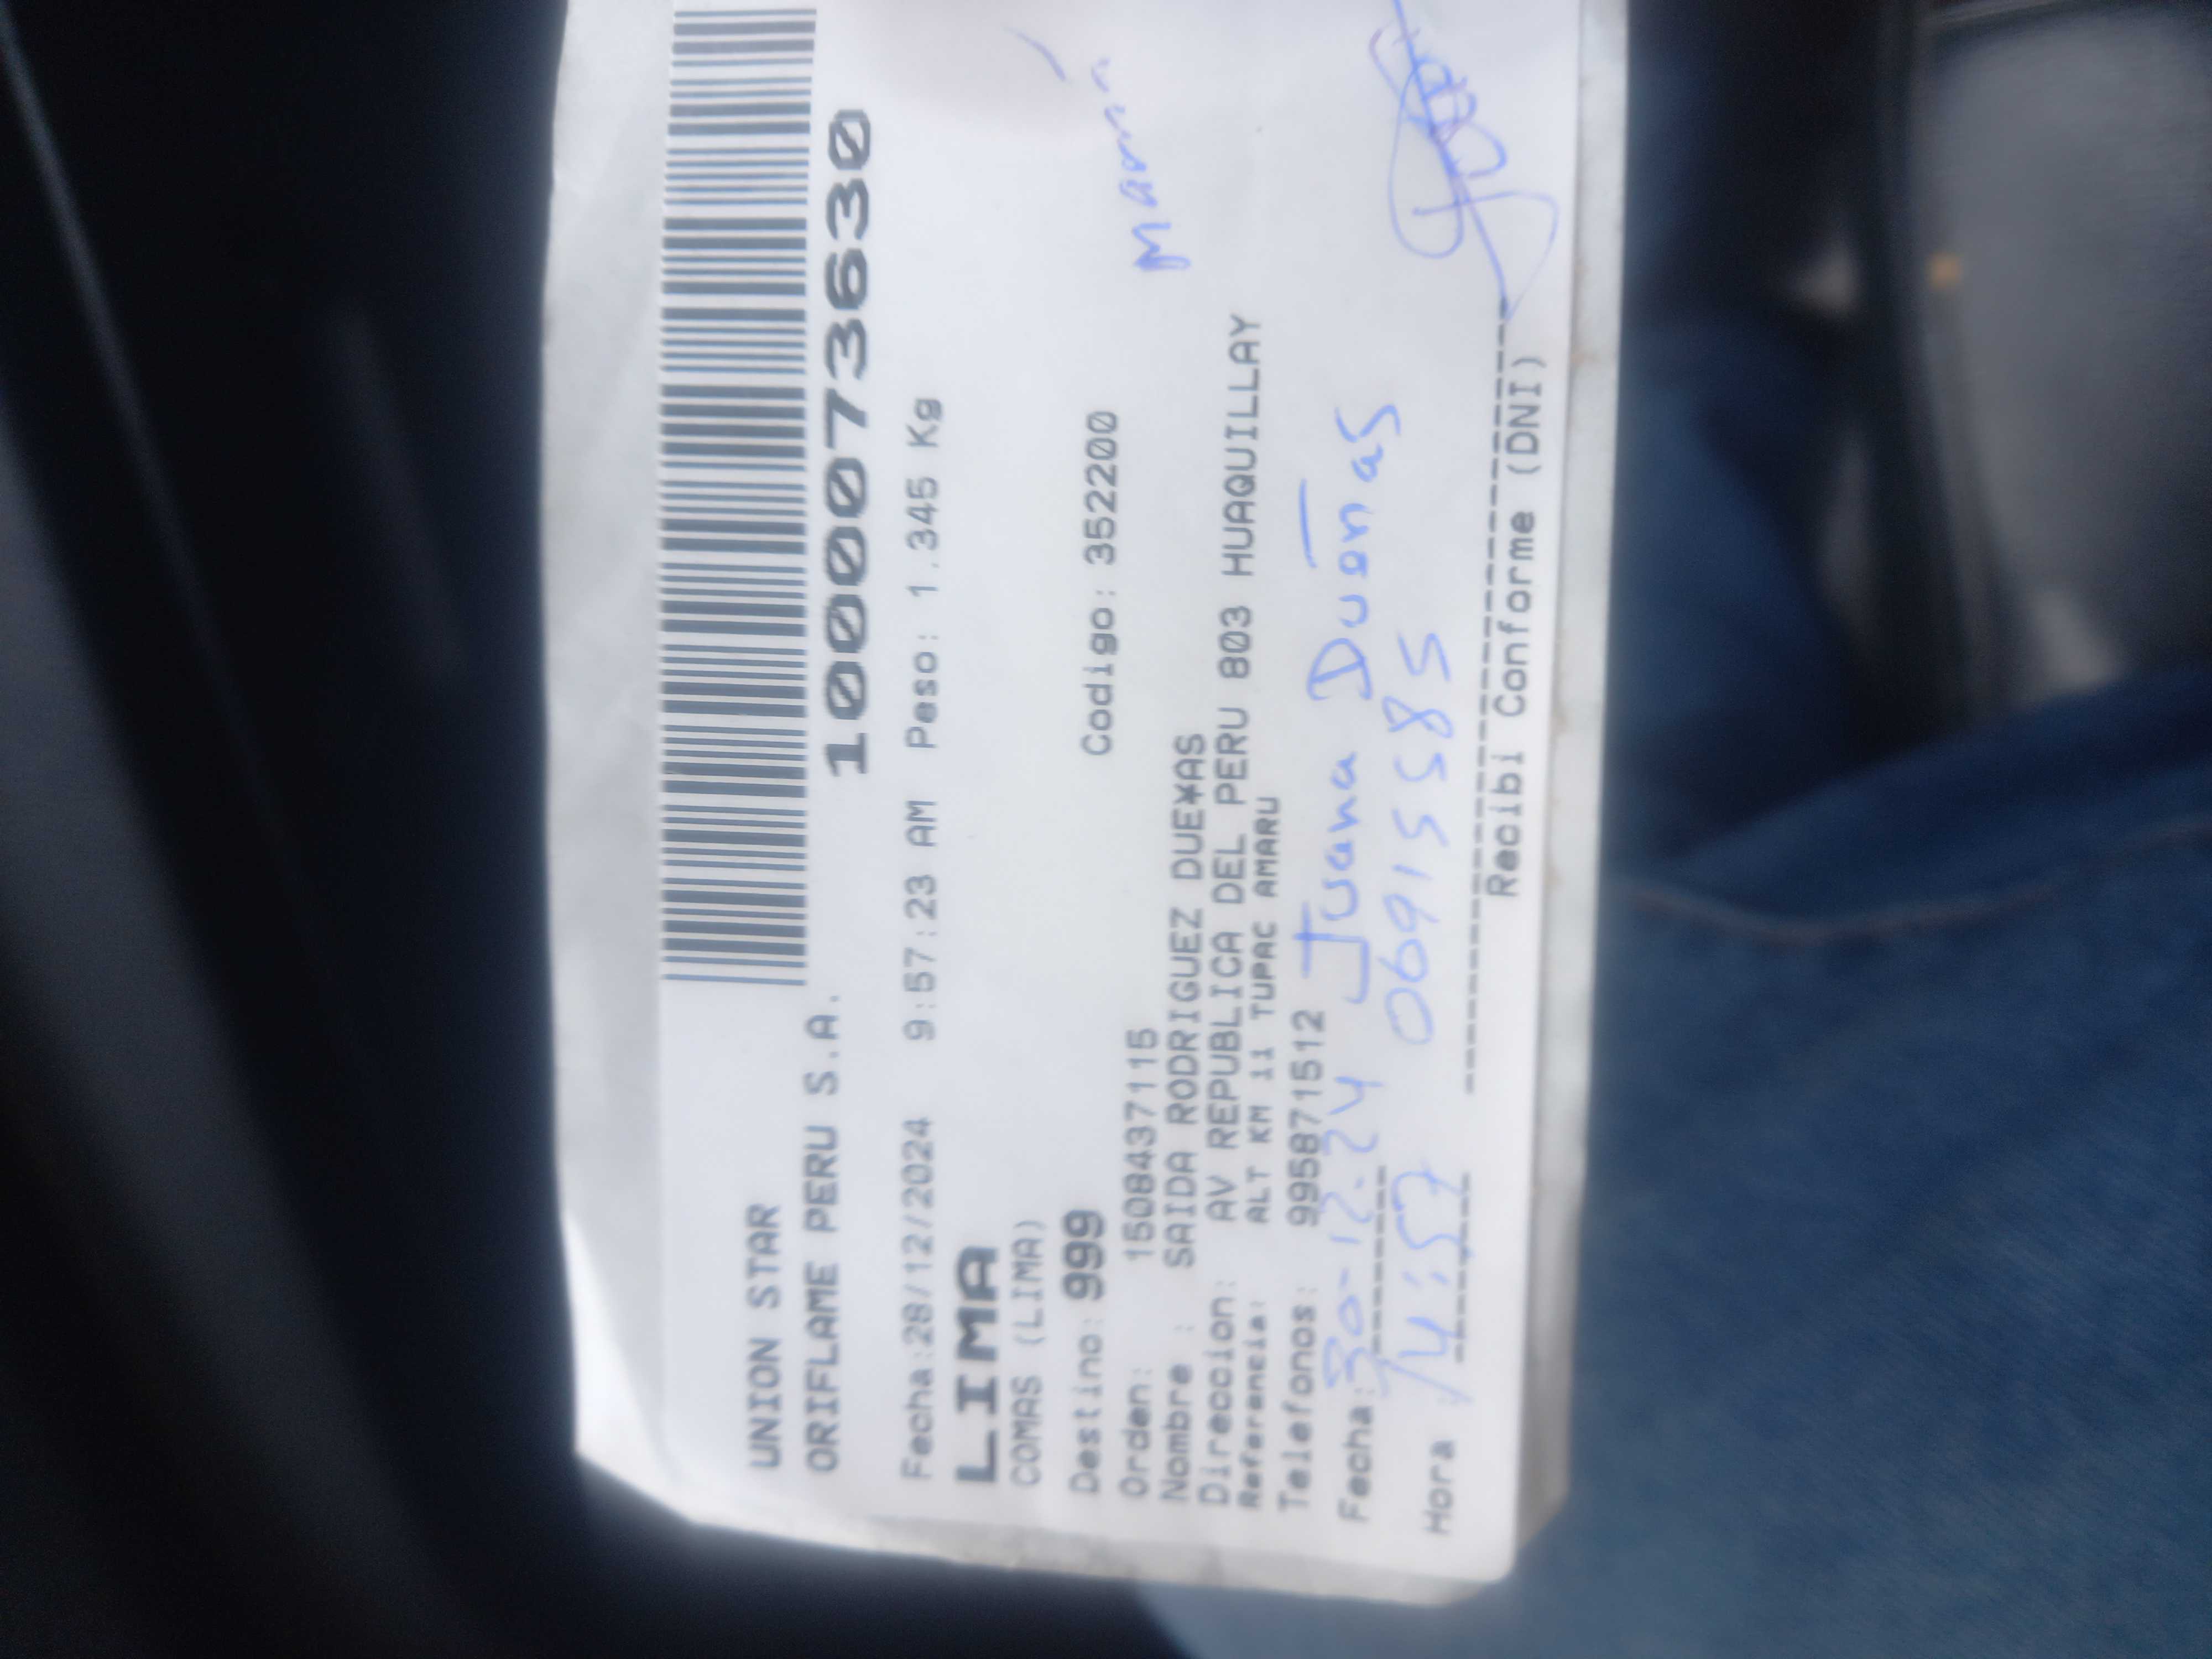 UNION STAR
ORIFLAME PERU S.A.
1000073630
Fecha:28/12/2024 9:57:23 AM Peso: 1.345 Kg
LIMA
COMAS (LIMA)
Destino: 999 Codigo: 352200
Orden: 1508437115
Nombre : SAIDA RODRIGUEZ DUE¥AS
Direccion: AV REPUBLICA DEL PERU 803 HUAQUILLAY
Referencia: ALT KM 11 TUPAC AMARU
Telefonos: 995871512
Fecha: 30-12-24 Juana Dueñas
Hora 14:57 06915585
Recibi Conforme (DNI)